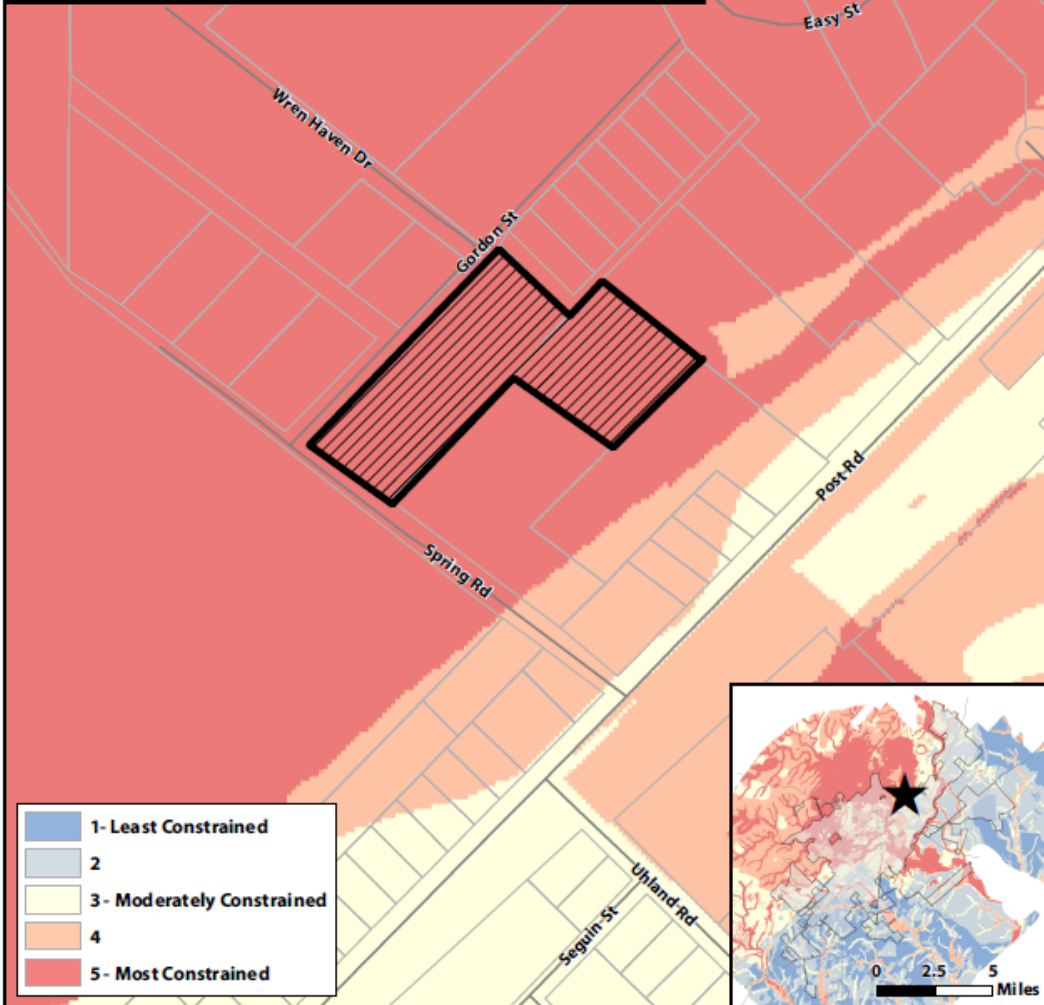 Easy St
Wren Haven Dr
Gordon St
Post Rd
Spring Rd
Uhland Rd
Seguin St
1- Least Constrained
2
3 - Moderately Constrained
4
5 - Most Constrained
0 2.5 5
Miles